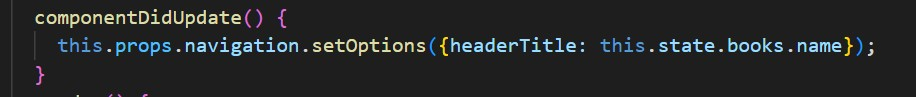 componentDidUpdate() {
this.props.navigation.setOptions({headerTitle: this.state.books.name});
}